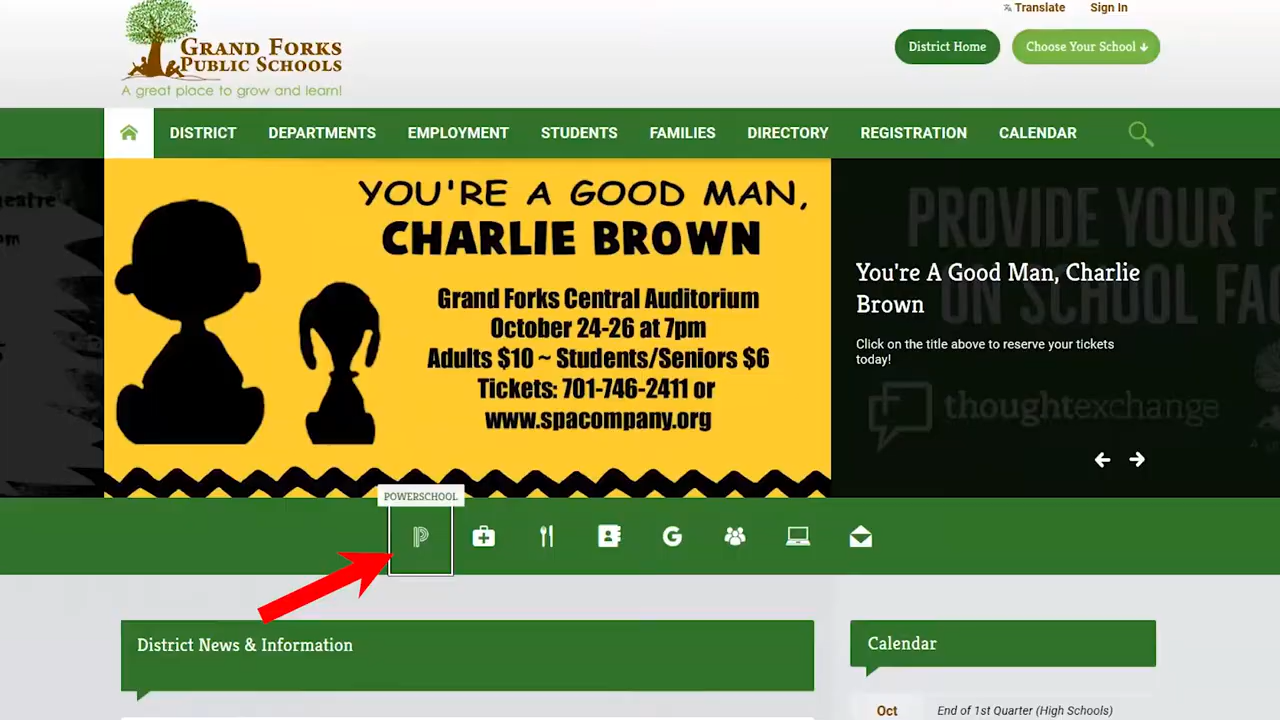 Translate
Sign In
GRAND FORKS
PUBLIC SCHOOLS
A great place to grow and learn!
District Home
Choose Your School
DISTRICT
DEPARTMENTS
EMPLOYMENT
STUDENTS
FAMILIES
DIRECTORY
REGISTRATION
CALENDAR
YOU'RE A GOOD MAN,
CHARLIE BROWN
Grand Forks Central Auditorium
October 24-26 at 7pm
Adults $10 ~ Students/Seniors $6
Tickets: 701-746-2411 or
www.spacompany.org
PROVIDE YOUR F
ON SCHOOL FA
thoughtexchange
You're A Good Man, Charlie
Brown
Click on the title above to reserve your tickets
today!
POWERSCHOOL
District News & Information
Calendar
Oct
End of 1st Quarter (High Schools)